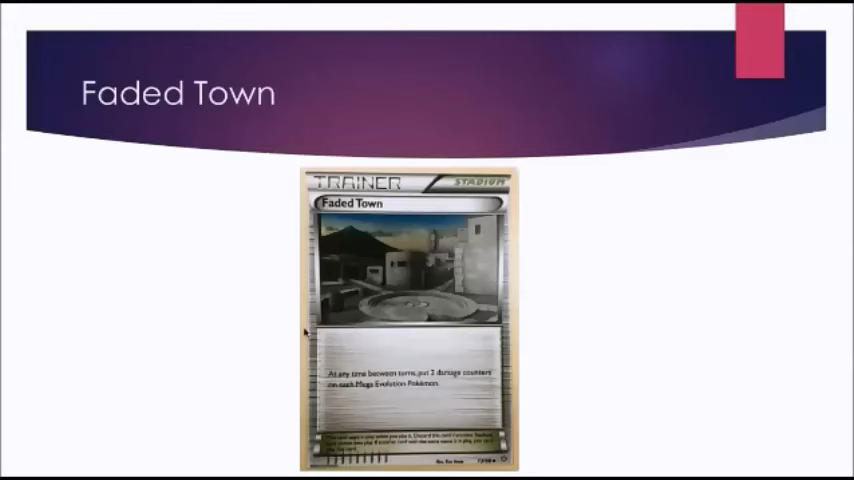 Faded Town
TRAINER STADIUM
Faded Town
At any time between turns, put 2 damage counters
on each Mega Evolution Pokémon.